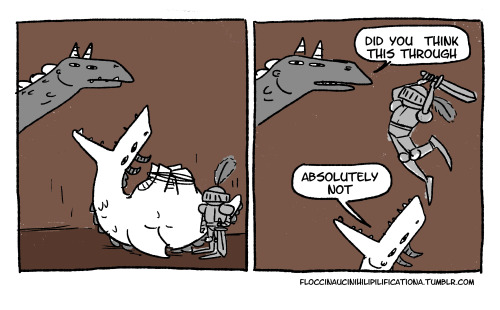 DID YOU THINK
THIS THROUGH
ABSOLUTELY
NOT
FLOCCINAUCINIHILIPILIFICATIONA.TUMBLR.COM